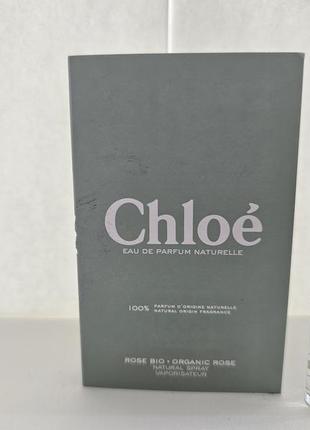 Chloé
EAU DE PARFUM NATURELLE
100% PARFUM D'ORIGINE NATURELLE
NATURAL ORIGIN FRAGRANCE
ROSE BIO • ORGANIC ROSE
NATURAL SPRAY
VAPORISATEUR